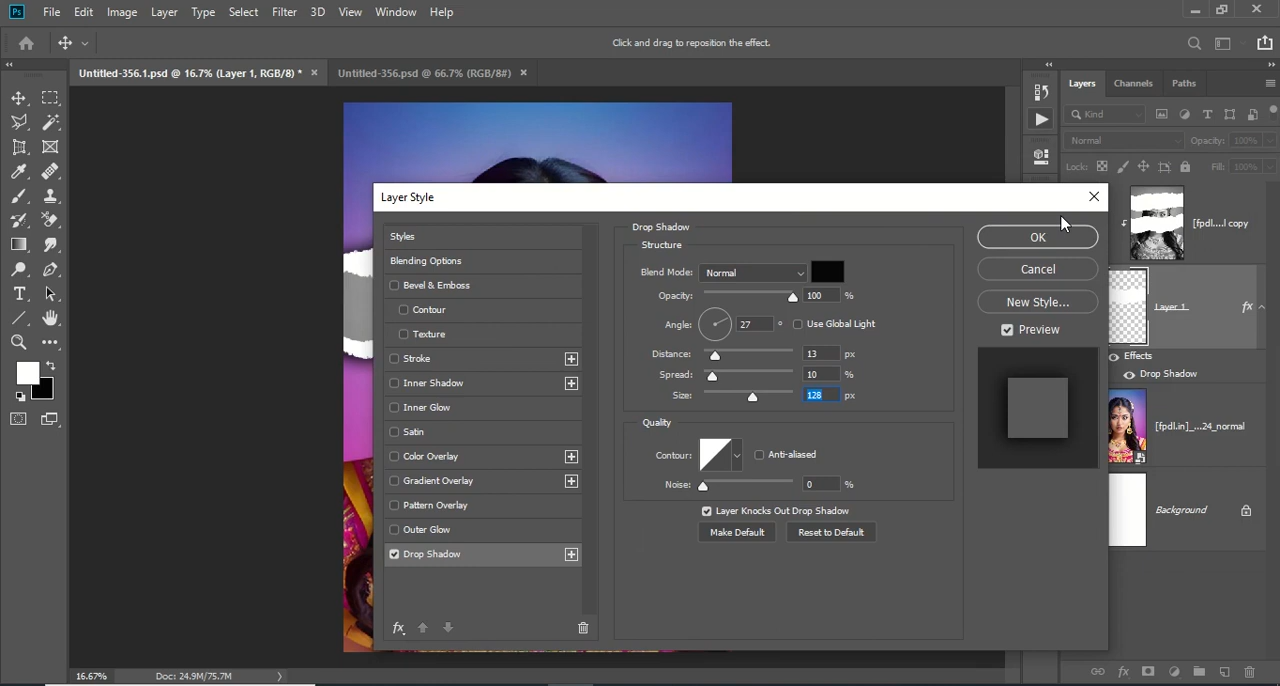 Ps File Edit Image Layer Type Select Filter 3D View Window Help
Click and drag to reposition the effect.
Untitled-356.1.psd @ 16.7% (Layer 1, RGB/8) * × Untitled-356.psd @ 66.7% (RGB/8#) ×
Layers Channels Paths
Kind
Normal Opacity: 100%
Lock: Fill: 100%
[fpdl....l copy
Layer 1 fx
Effects
Drop Shadow
[fpdl.in]_...24_normal
Background
Layer Style
Styles
Blending Options
Bevel & Emboss
Contour
Texture
Stroke
Inner Shadow
Inner Glow
Satin
Color Overlay
Gradient Overlay
Pattern Overlay
Outer Glow
Drop Shadow
fx
Drop Shadow
Structure
Blend Mode: Normal
Opacity: 100 %
Angle: 27 ° Use Global Light
Distance: 13 px
Spread: 10 %
Size: 128 px
Quality
Contour: Anti-aliased
Noise: 0 %
Layer Knocks Out Drop Shadow
Make Default Reset to Default
OK
Cancel
New Style...
Preview
16.67% Doc: 24.9M/75.7M
fx